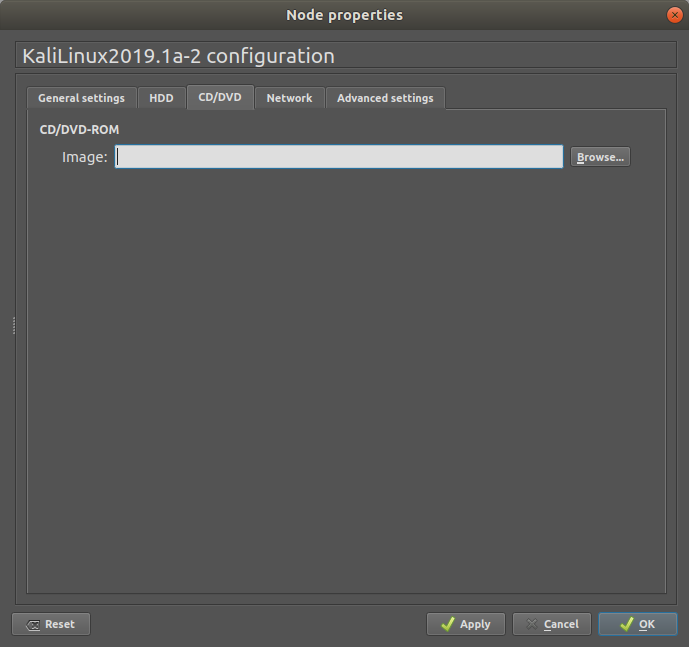 Node properties
KaliLinux2019.1a-2 configuration
General settings HDD CD/DVD Network Advanced settings
CD/DVD-ROM
Image: Browse...
Reset Apply Cancel OK